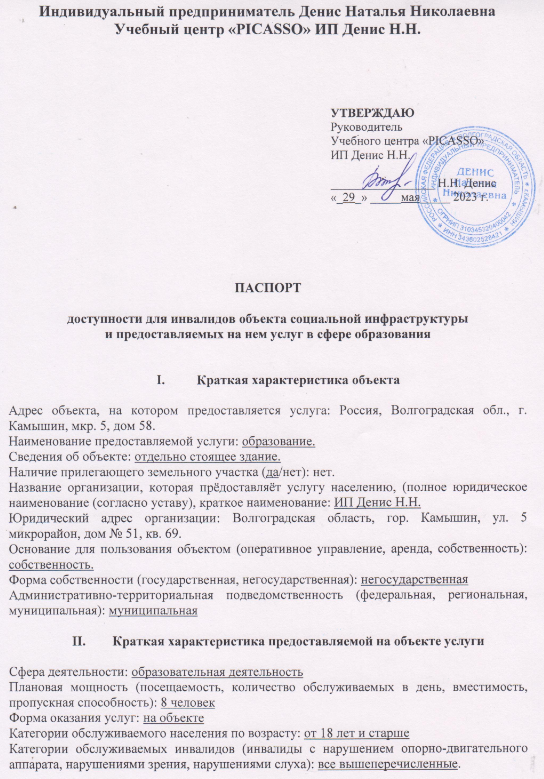 Индивидуальный предприниматель Денис Наталья Николаевна
Учебный центр «PICASSO» ИП Денис Н.Н.
УТВЕРЖДАЮ
Руководитель
Учебного центра «PICASSO»
ИП Денис Н.Н.
Н.Н. Денис
«_29_» мая 2023 г.
ДЕНИС
Наталья
Николаевна
ПАСПОРТ
доступности для инвалидов объекта социальной инфраструктуры
и предоставляемых на нем услуг в сфере образования
I. Краткая характеристика объекта
Адрес объекта, на котором предоставляется услуга: Россия, Волгоградская обл., г.
Камышин, мкр. 5, дом 58.
Наименование предоставляемой услуги: образование.
Сведения об объекте: отдельно стоящее здание.
Наличие прилегающего земельного участка (да/нет): нет.
Название организации, которая предоставляет услугу населению, (полное юридическое
наименование (согласно уставу), краткое наименование: ИП Денис Н.Н.
Юридический адрес организации: Волгоградская область, гор. Камышин, ул. 5
микрорайон, дом № 51, кв. 69.
Основание для пользования объектом (оперативное управление, аренда, собственность):
собственность.
Форма собственности (государственная, негосударственная): негосударственная
Административно-территориальная подведомственность (федеральная, региональная,
муниципальная): муниципальная
II. Краткая характеристика предоставляемой на объекте услуги
Сфера деятельности: образовательная деятельность
Плановая мощность (посещаемость, количество обслуживаемых в день, вместимость,
пропускная способность): 8 человек
Форма оказания услуг: на объекте
Категории обслуживаемого населения по возрасту: от 18 лет и старше
Категории обслуживаемых инвалидов (инвалиды с нарушением опорно-двигательного
аппарата, нарушениями зрения, нарушениями слуха): все вышеперечисленные.